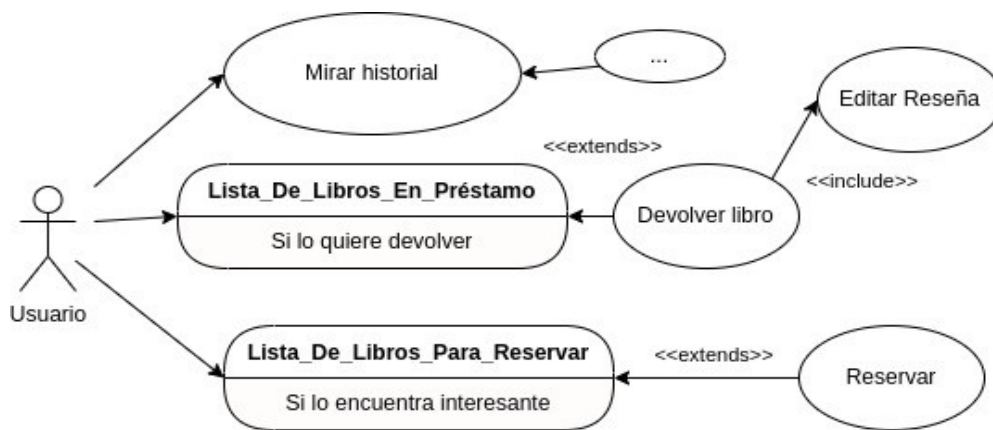 Mirar historial
...
Editar Reseña
<<extends>>
Lista_De_Libros_En_Préstamo
Si lo quiere devolver
Devolver libro
<<include>>
Usuario
Lista_De_Libros_Para_Reservar
Si lo encuentra interesante
<<extends>>
Reservar